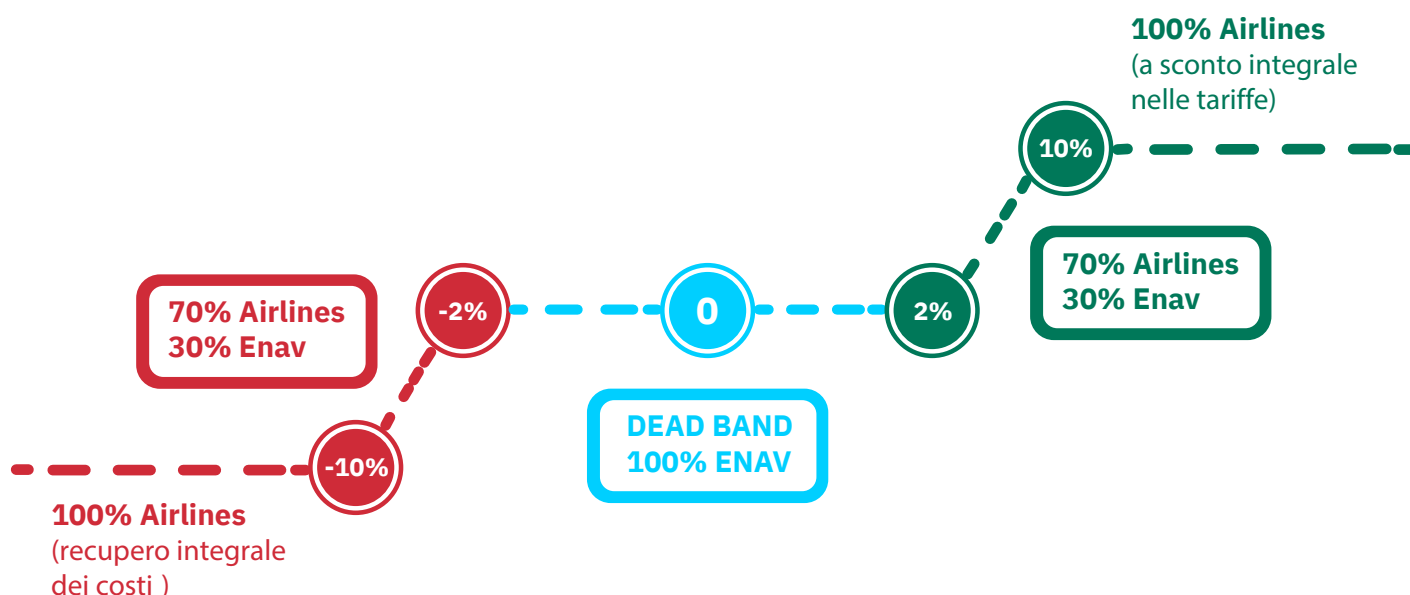 100% Airlines
(a sconto integrale
nelle tariffe)
10%
70% Airlines
30% Enav
-2%
0
2%
70% Airlines
30% Enav
DEAD BAND
100% ENAV
-10%
100% Airlines
(recupero integrale
dei costi )